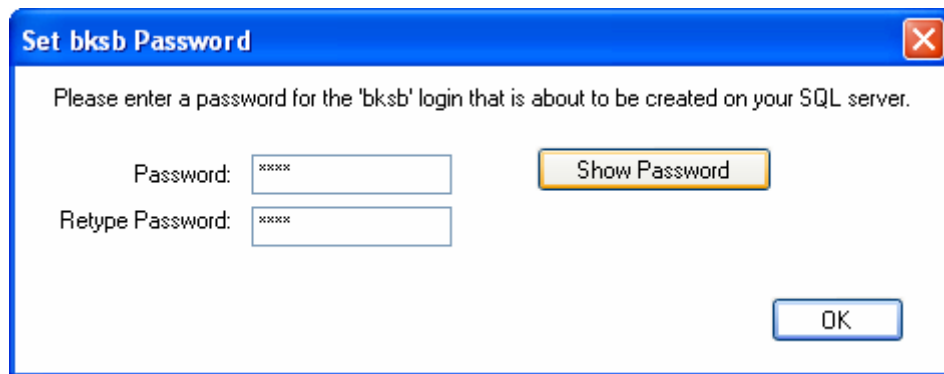 Set bksb Password
Please enter a password for the 'bksb' login that is about to be created on your SQL server.
Password: **** Show Password
Retype Password: ****
OK